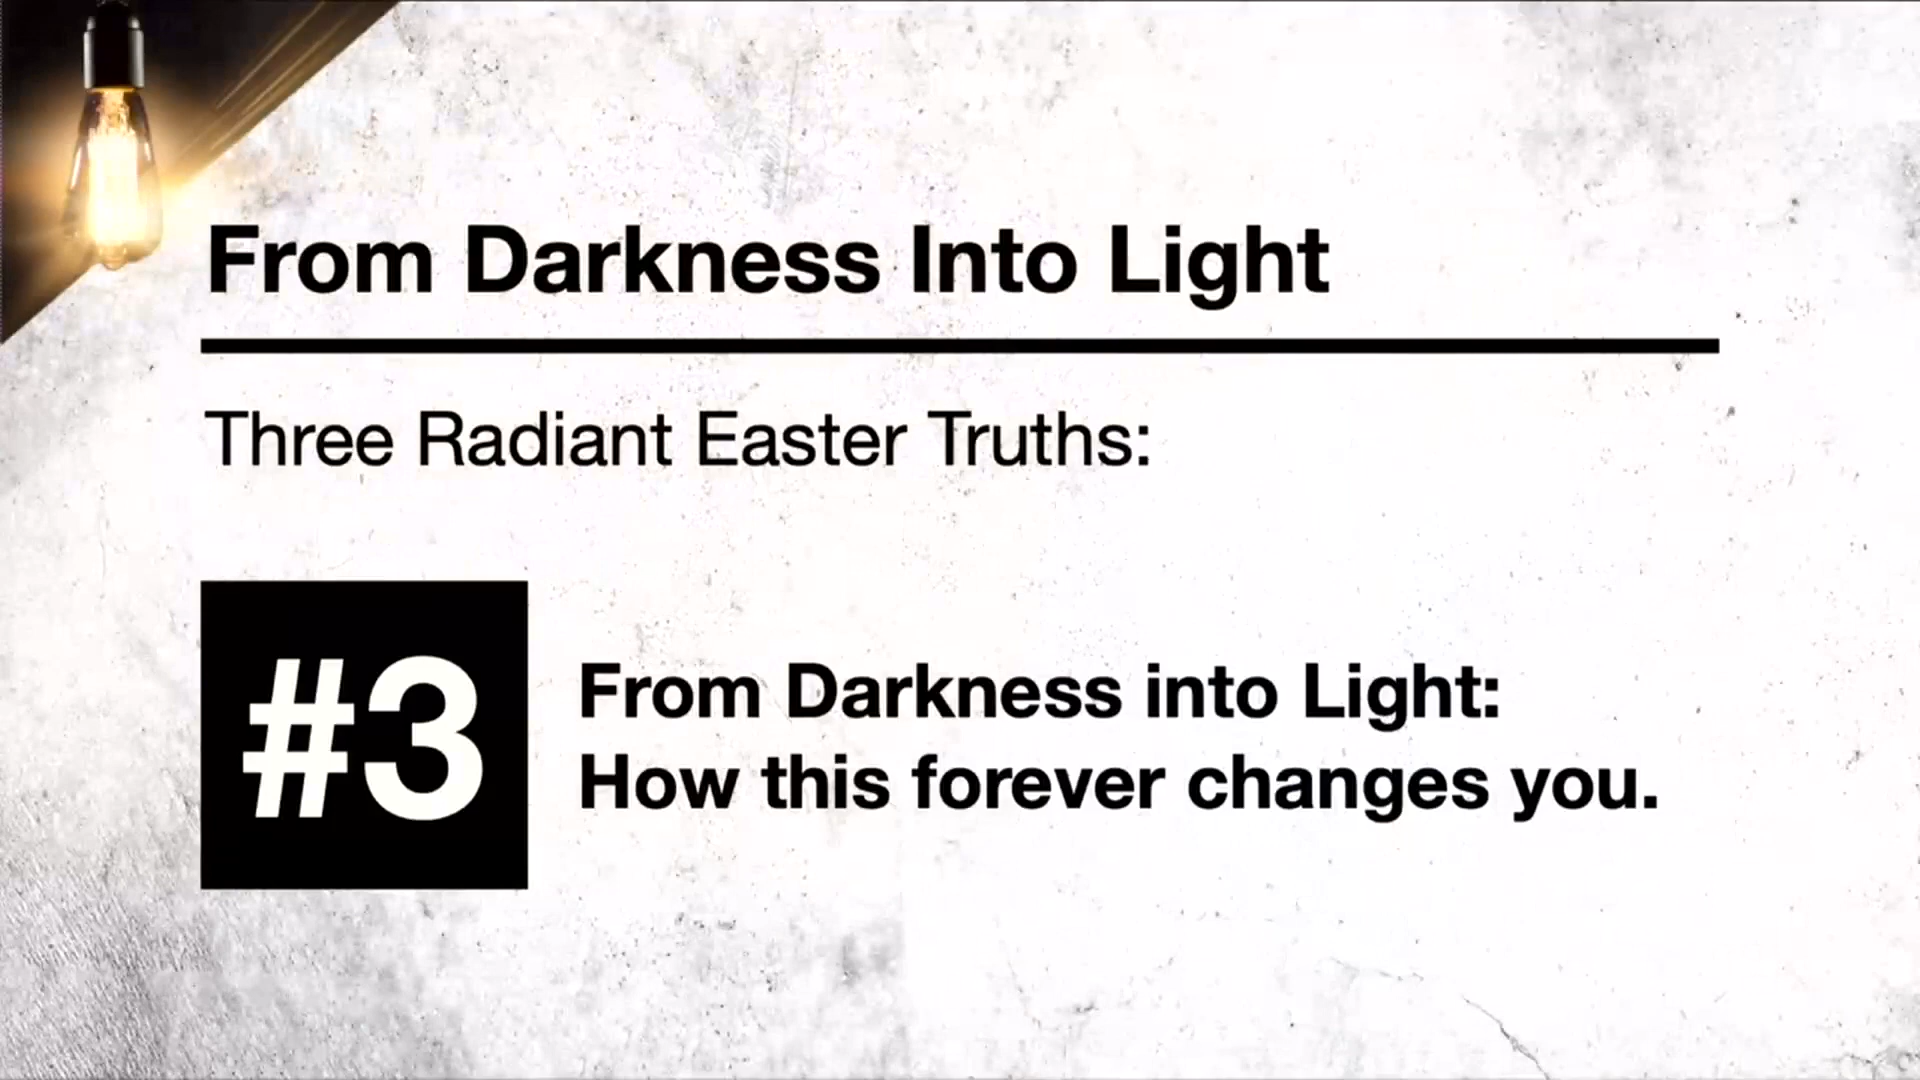 From Darkness Into Light
Three Radiant Easter Truths:
#3
From Darkness into Light:
How this forever changes you.